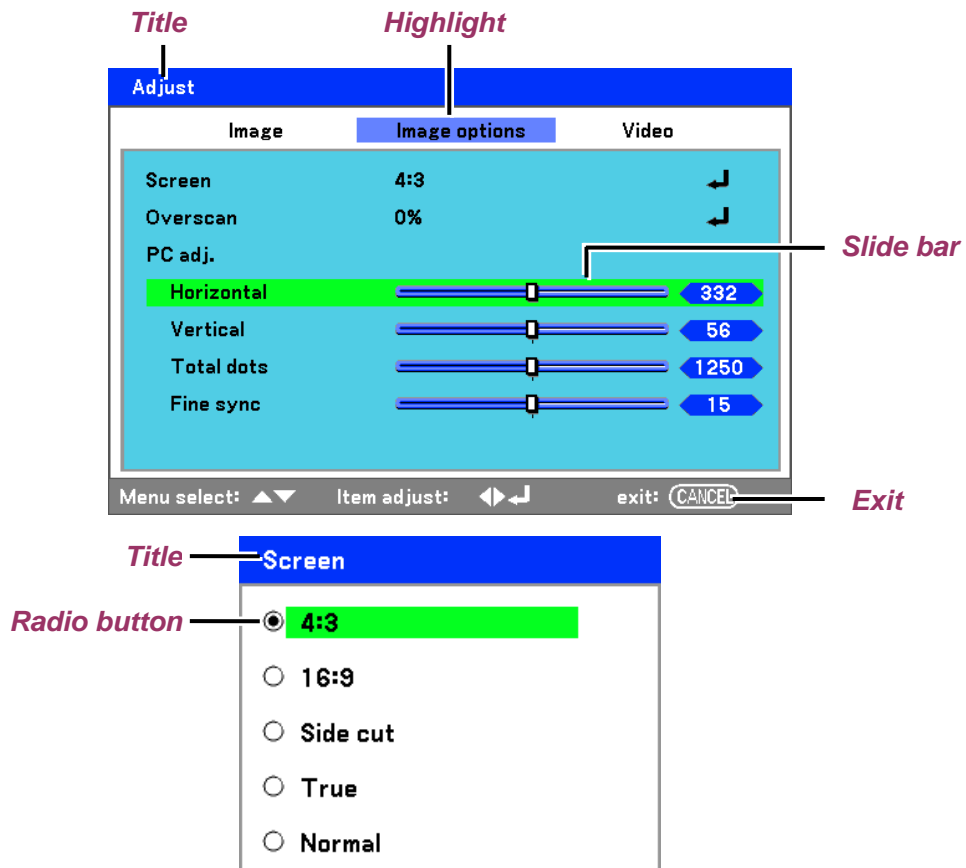 Title Highlight
Adjust
Image Image options Video
Screen 4:3
Overscan 0%
PC adj.
Slide bar
Horizontal 332
Vertical 56
Total dots 1250
Fine sync 15
Menu select: ▲▼ Item adjust: ◀▶↲ exit: CANCEL
Exit
Title
Screen
Radio button
4:3
16:9
Side cut
True
Normal